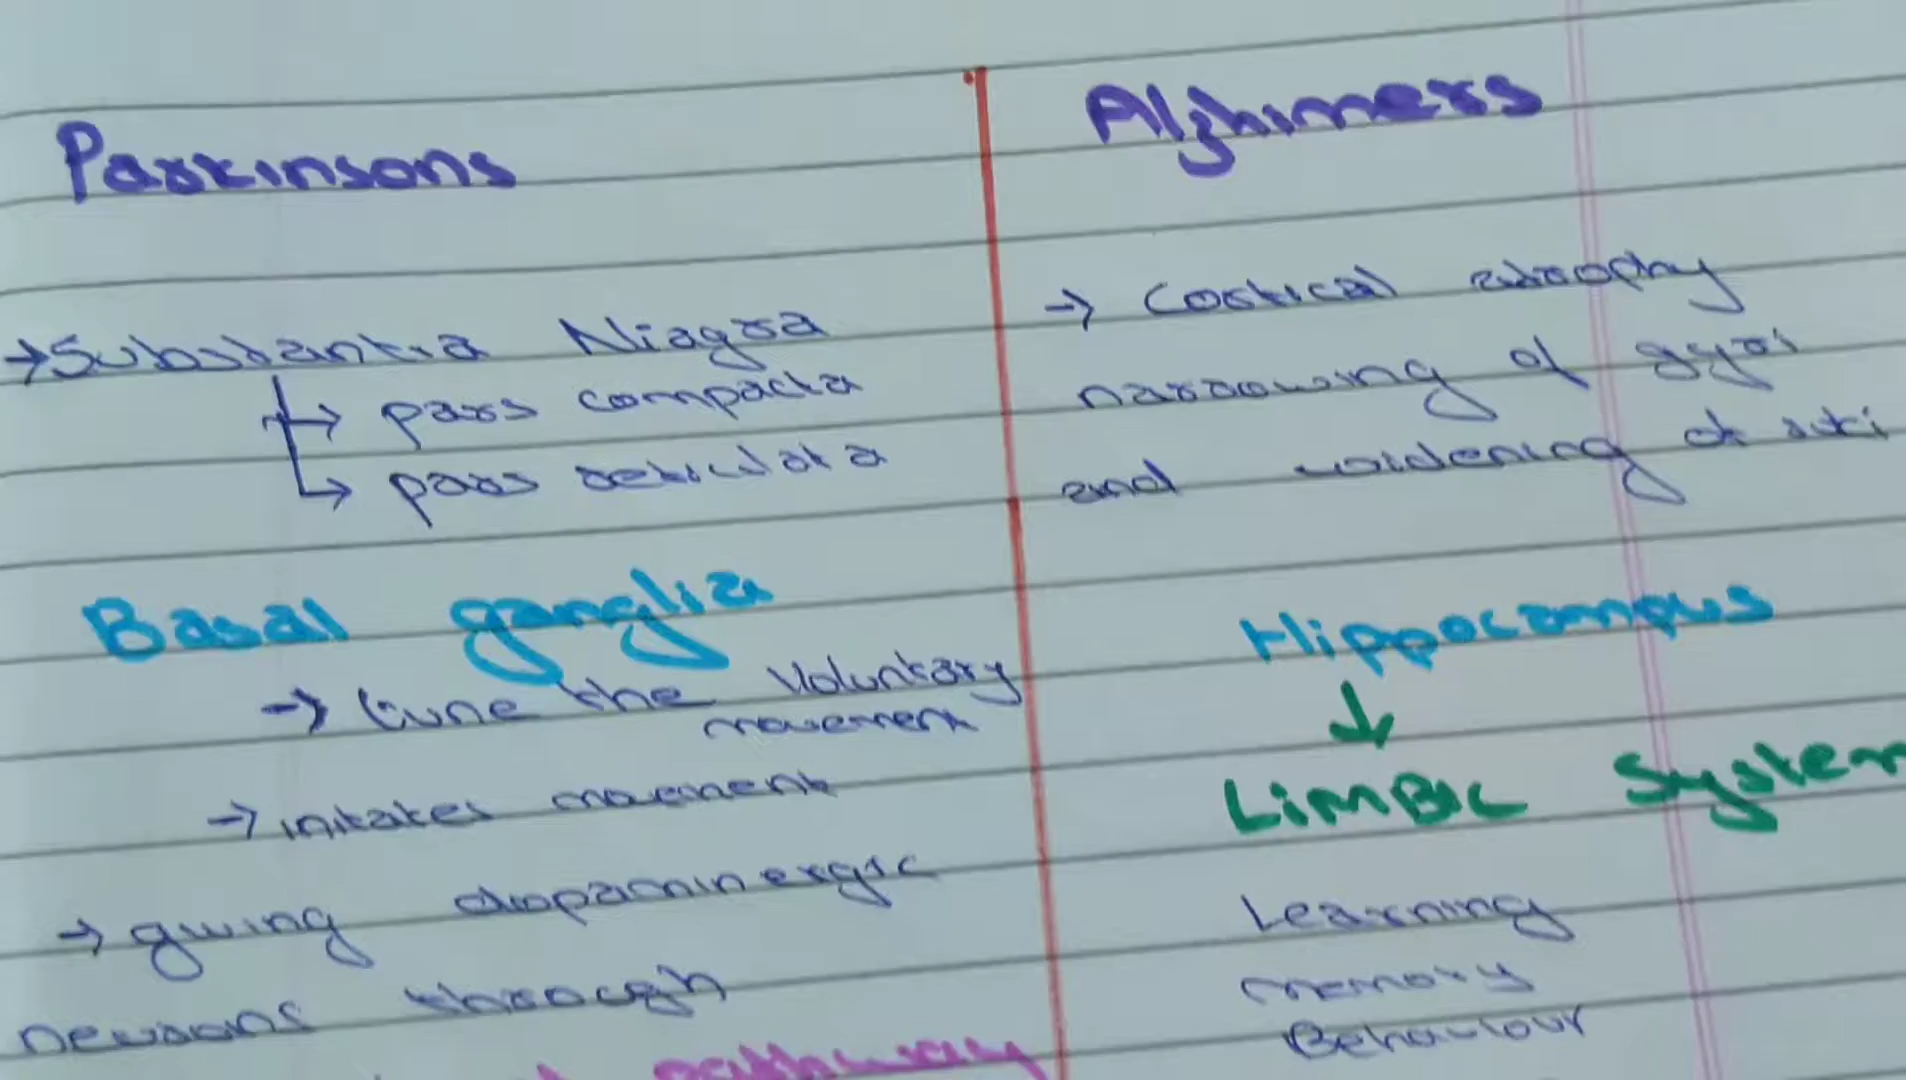 Parkinsons
→ Substantia Niagra
→ pars compacta
→ pars reticulata
Basal ganglia
→ tune the Voluntary
movement
→ initates movement
→ giving dopaminergic
neurons through
pathway
Alzhimers
→ Cortical atrophy
narrowing of gyri
and widening of sulci
Hippocampus
↓
LimBic System
Learning
memory
Behaviour